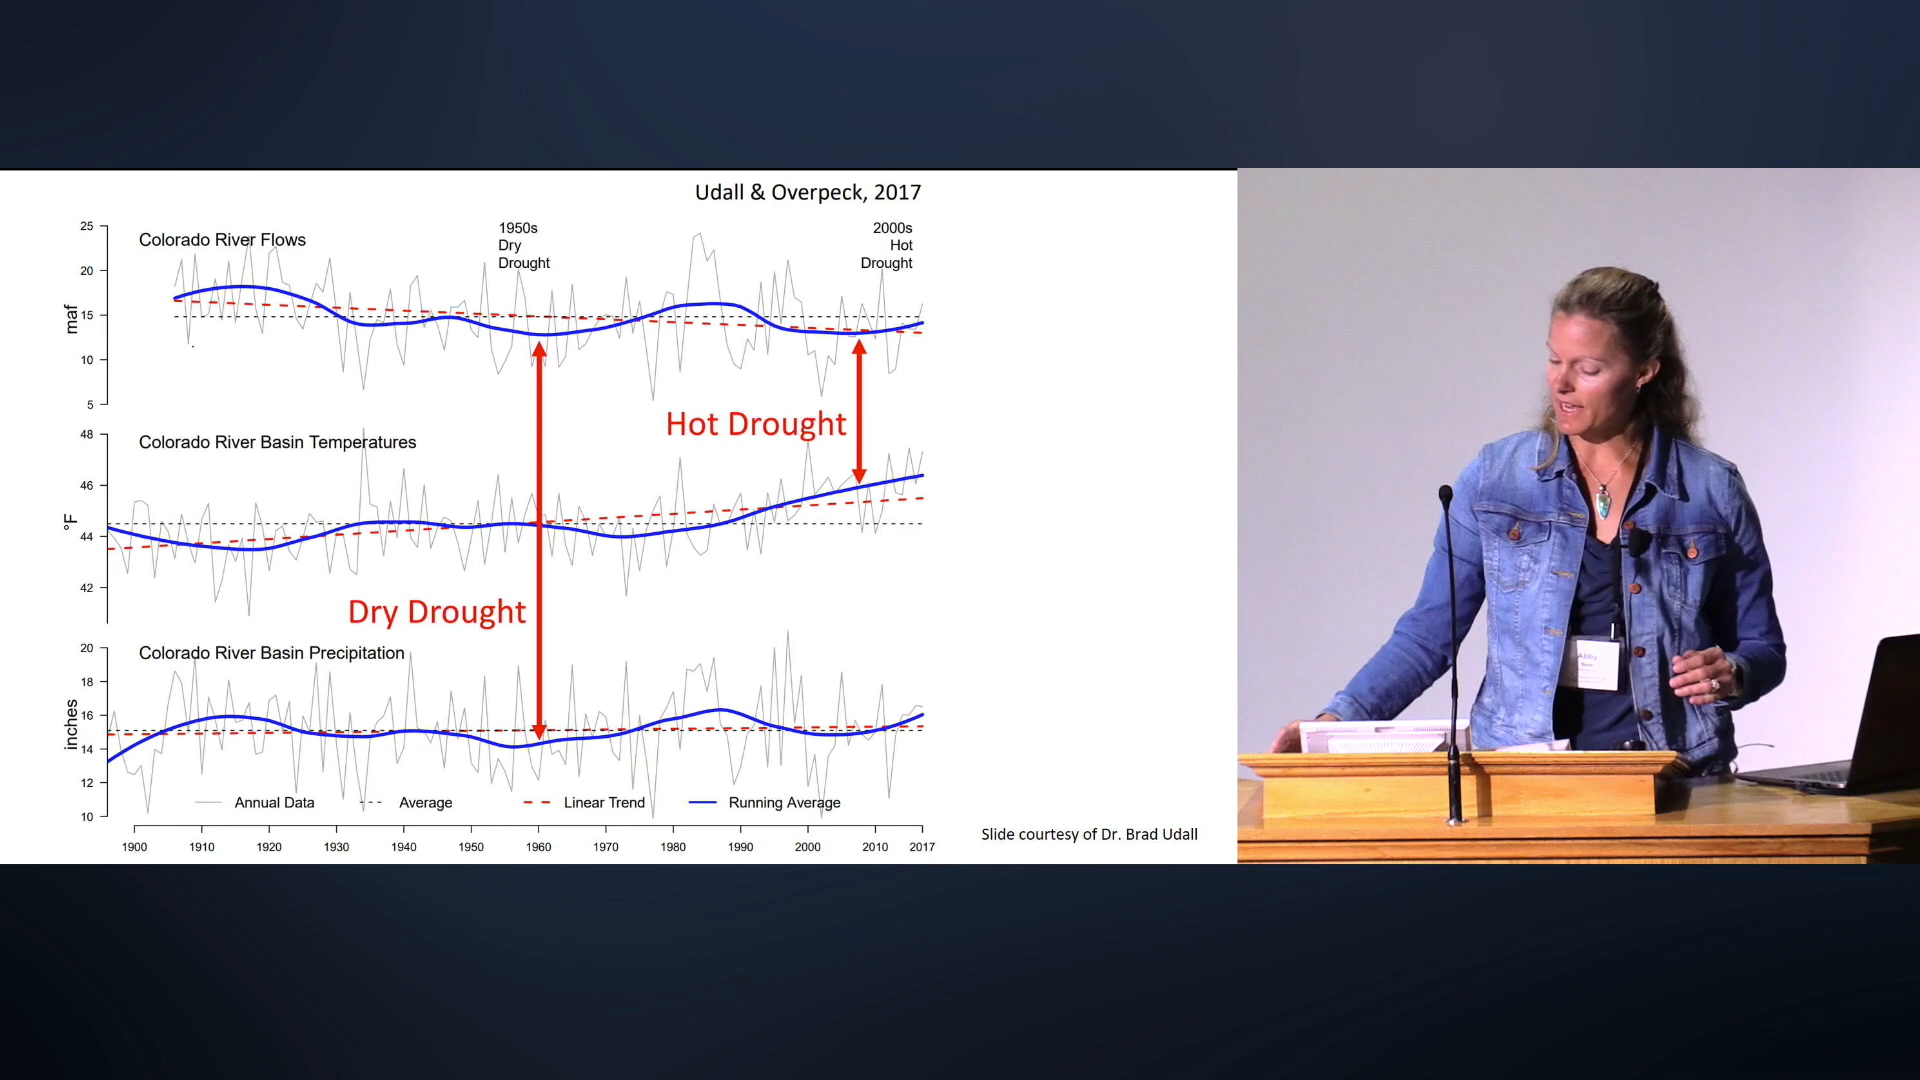 Udall & Overpeck, 2017
1950s
Dry
Drought
2000s
Hot
Drought
Colorado River Flows
maf
25
20
15
10
5
Hot Drought
Colorado River Basin Temperatures
°F
48
46
44
42
Dry Drought
Colorado River Basin Precipitation
inches
20
18
16
14
12
10
Annual Data
Average
Linear Trend
Running Average
1900 1910 1920 1930 1940 1950 1960 1970 1980 1990 2000 2010 2017
Slide courtesy of Dr. Brad Udall
Abby